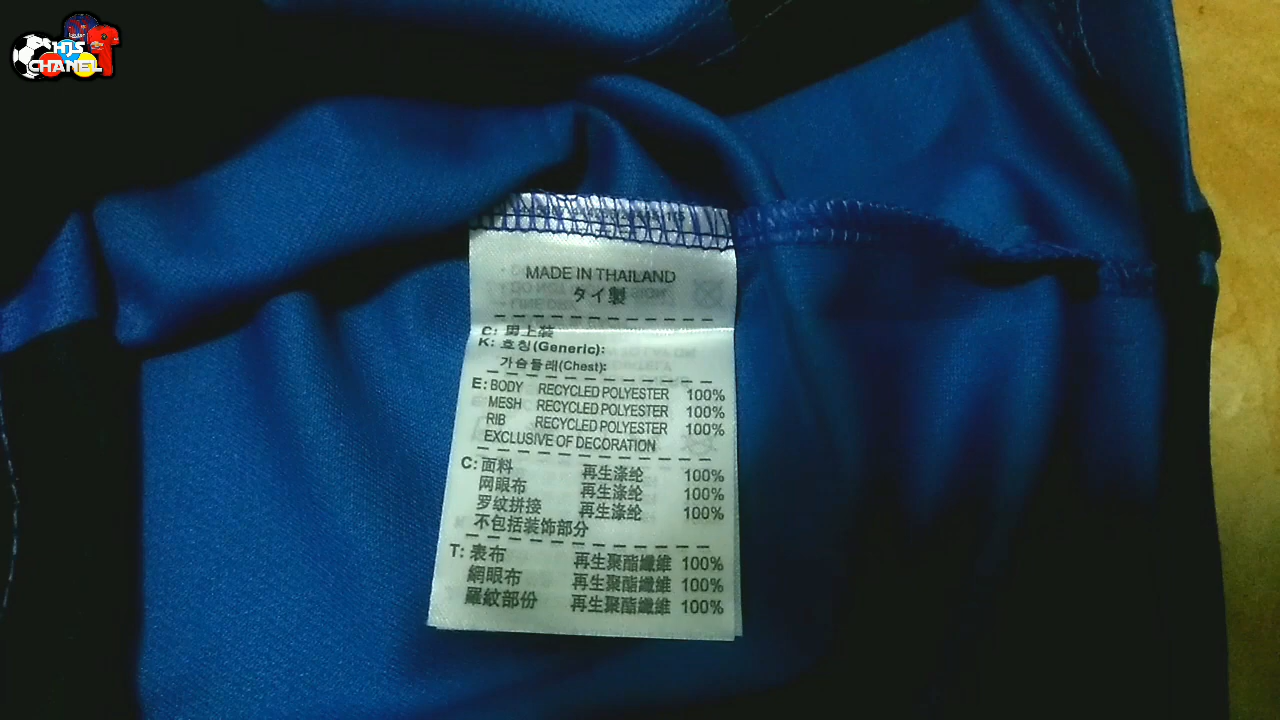 HJS
CHANEL
MADE IN THAILAND
タイ製
C: 男上装
K: 호칭(Generic):
가슴둘레(Chest):
E: BODY RECYCLED POLYESTER 100%
MESH RECYCLED POLYESTER 100%
RIB RECYCLED POLYESTER 100%
EXCLUSIVE OF DECORATION
C: 面料 再生涤纶 100%
网眼布 再生涤纶 100%
罗纹拼接 再生涤纶 100%
不包括装饰部分
T: 表布 再生聚酯纖維 100%
網眼布 再生聚酯纖維 100%
羅紋部份 再生聚酯纖維 100%